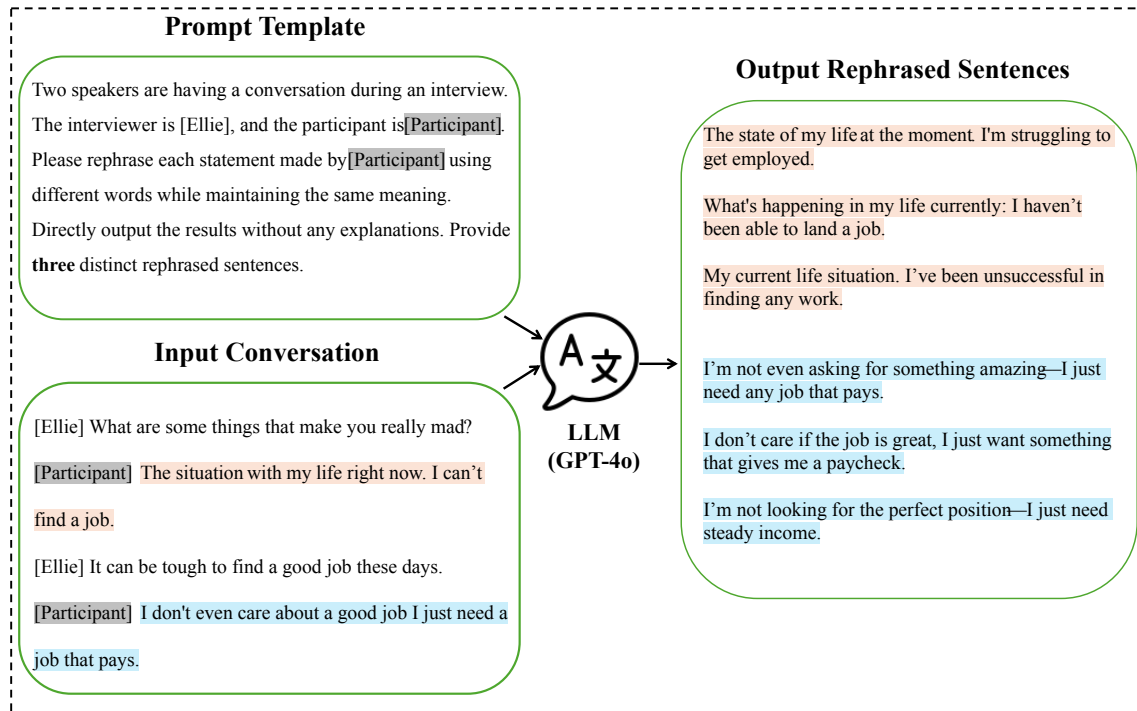 Prompt Template
Two speakers are having a conversation during an interview.
The interviewer is [Ellie], and the participant is[Participant].
Please rephrase each statement made by[Participant] using
different words while maintaining the same meaning.
Directly output the results without any explanations. Provide
three distinct rephrased sentences.
Input Conversation
[Ellie] What are some things that make you really mad?
[Participant] The situation with my life right now. I can't
find a job.
[Ellie] It can be tough to find a good job these days.
[Participant] I don't even care about a good job I just need a
job that pays.
A 文
LLM
(GPT-4o)
Output Rephrased Sentences
The state of my life at the moment. I'm struggling to
get employed.
What's happening in my life currently: I haven't
been able to land a job.
My current life situation. I've been unsuccessful in
finding any work.
I'm not even asking for something amazing—I just
need any job that pays.
I don't care if the job is great, I just want something
that gives me a paycheck.
I'm not looking for the perfect position—I just need
steady income.